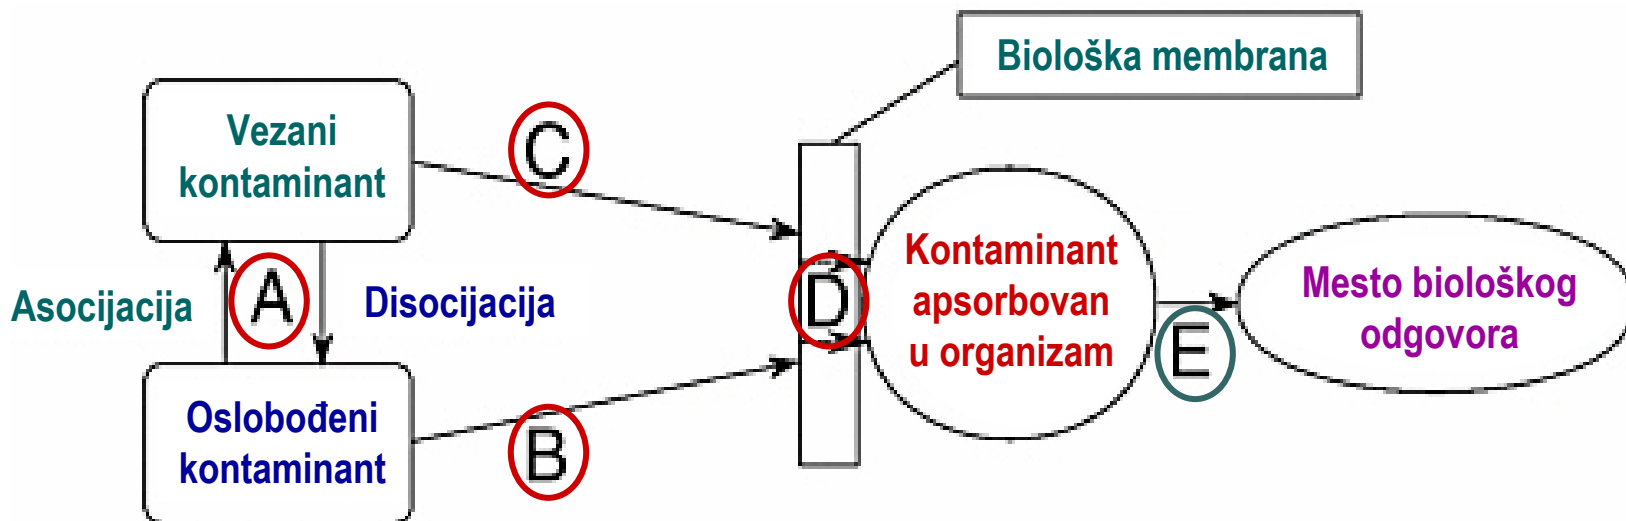 Biološka membrana
Vezani
kontaminant
C
Asocijacija
A
Disocijacija
D
Kontaminant
apsorbovan
u organizam
E
Mesto biološkog
odgovora
Oslobođeni
kontaminant
B